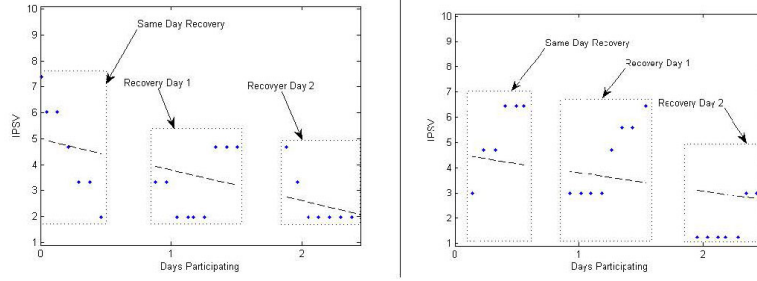 10
9
8
7
6
5
4
3
2
1
0
1
2
IPSV
Days Participating
Same Day Recovery
Recovery Day 1
Recovyer Day 2
10
9
8
7
6
5
4
3
2
1
0
1
2
IPSV
Days Participating
Same Day Recovery
Recovery Day 1
Recovery Day 2